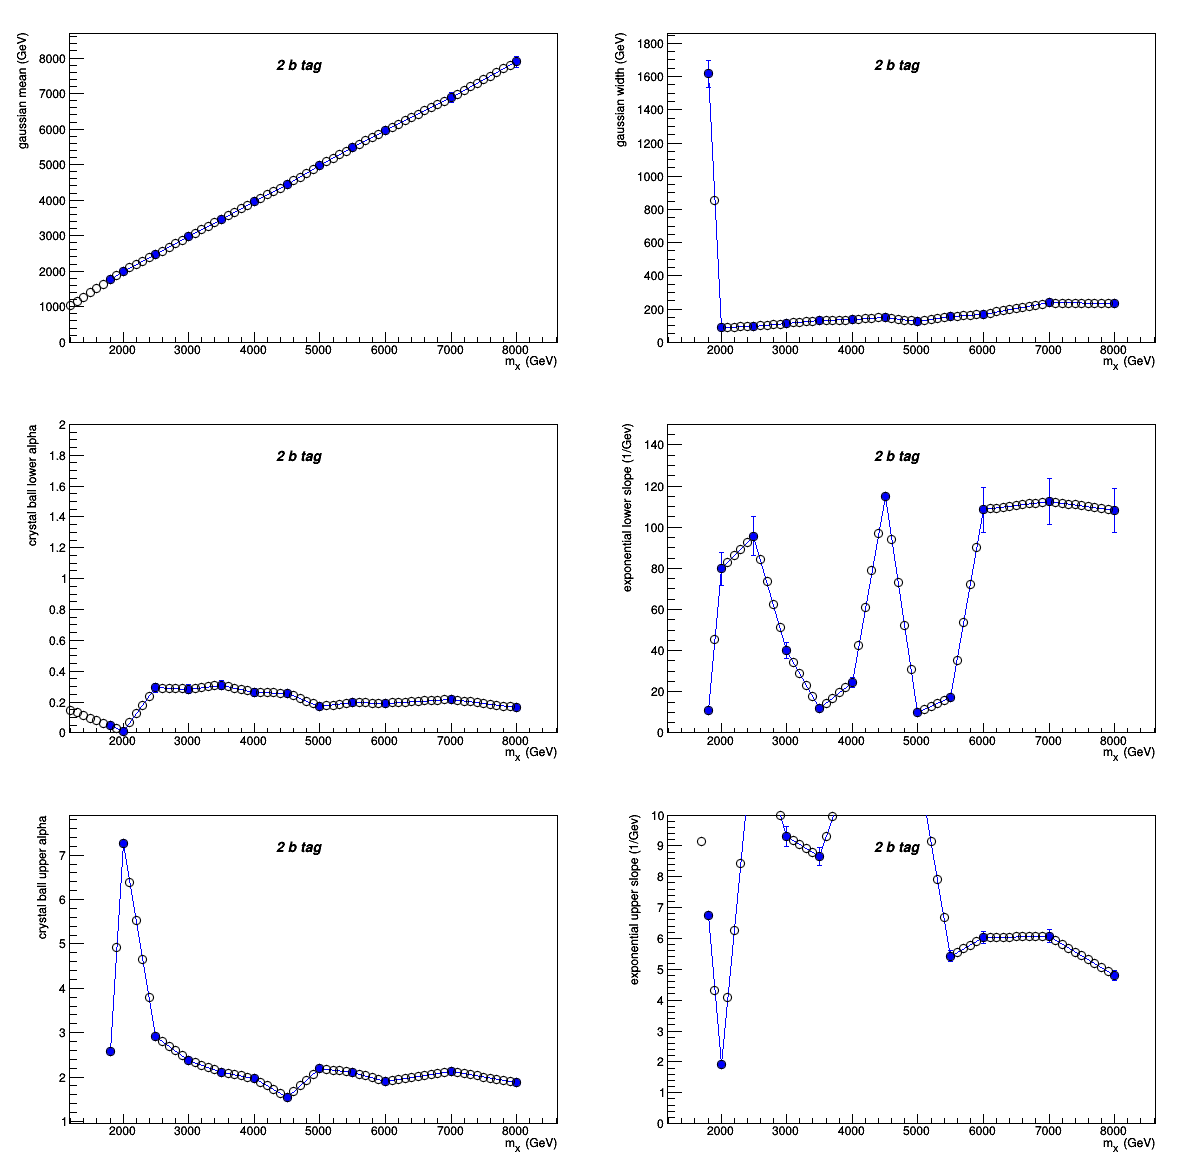 gaussian mean (GeV)
2 b tag
8000
7000
6000
5000
4000
3000
2000
1000
0
2000 3000 4000 5000 6000 7000 8000
mx (GeV)
gaussian width (GeV)
2 b tag
1800
1600
1400
1200
1000
800
600
400
200
0
2000 3000 4000 5000 6000 7000 8000
mx (GeV)
crystal ball lower alpha
2 b tag
2
1.8
1.6
1.4
1.2
1
0.8
0.6
0.4
0.2
0
2000 3000 4000 5000 6000 7000 8000
mx (GeV)
exponential lower slope (1/Gev)
2 b tag
140
120
100
80
60
40
20
0
2000 3000 4000 5000 6000 7000 8000
mx (GeV)
crystal ball upper alpha
2 b tag
7
6
5
4
3
2
1
2000 3000 4000 5000 6000 7000 8000
mx (GeV)
exponential upper slope (1/Gev)
2 b tag
10
9
8
7
6
5
4
3
2
1
0
2000 3000 4000 5000 6000 7000 8000
mx (GeV)